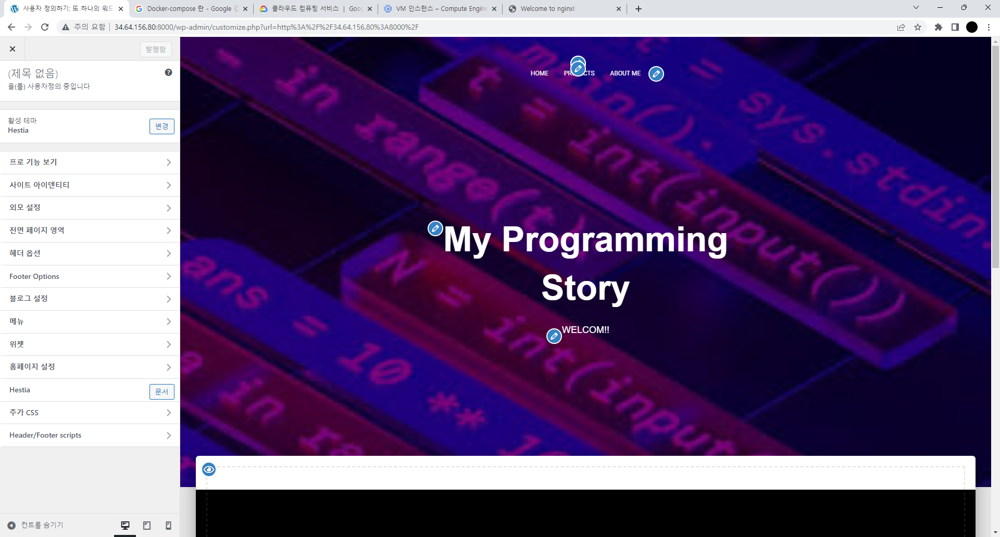 사용자 정의하기: 또 하나의 워드
Docker-compose 란 - Google 검
클라우드 컴퓨팅 서비스 | Goog
VM 인스턴스 – Compute Engine
Welcome to nginx!
주의 요함
34.64.156.80:8000/wp-admin/customize.php?url=http%3A%2F%2F34.64.156.80%3A8000%2F
발행함
(제목 없음)
을(를) 사용자정의 중입니다
활성 테마
Hestia
변경
프로 기능 보기
사이트 아이덴티티
외모 설정
전면 페이지 영역
헤더 옵션
Footer Options
블로그 설정
메뉴
위젯
홈페이지 설정
Hestia
문서
추가 CSS
Header/Footer scripts
컨트롤 숨기기
HOME
ABOUT ME
- in range(t)
t = int(input())
main().
t = sys.stdin.
My Programming
Story
WELCOM!!
ans =
N = int(input
10 **
a in ra